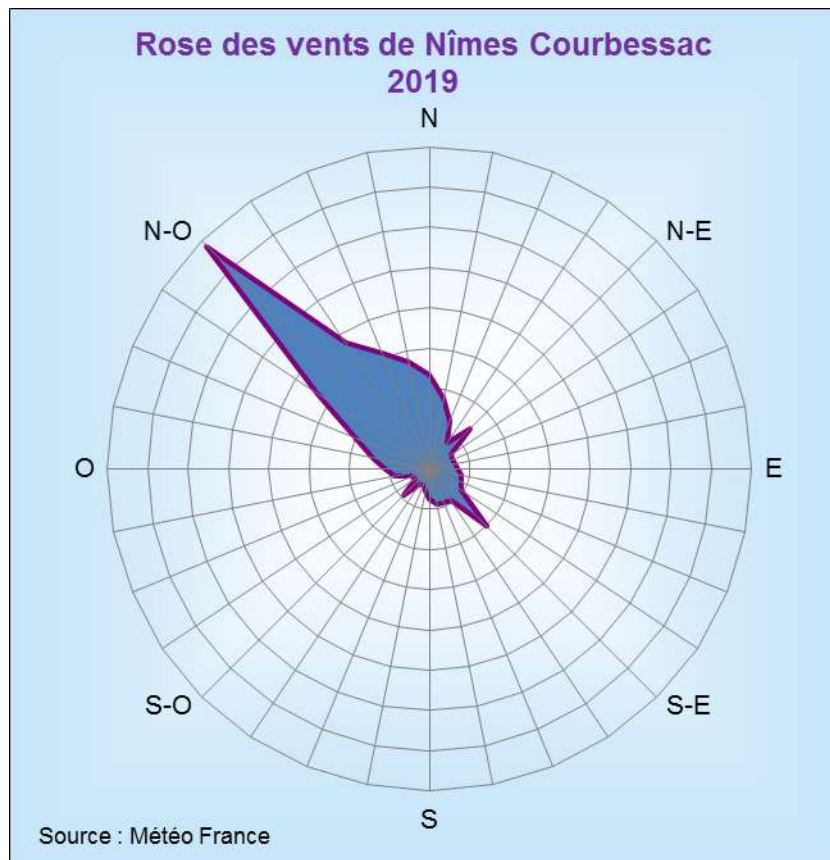 Rose des vents de Nîmes Courbessac
2019
N
N-O
N-E
O
E
S-O
S-E
S
Source : Météo France